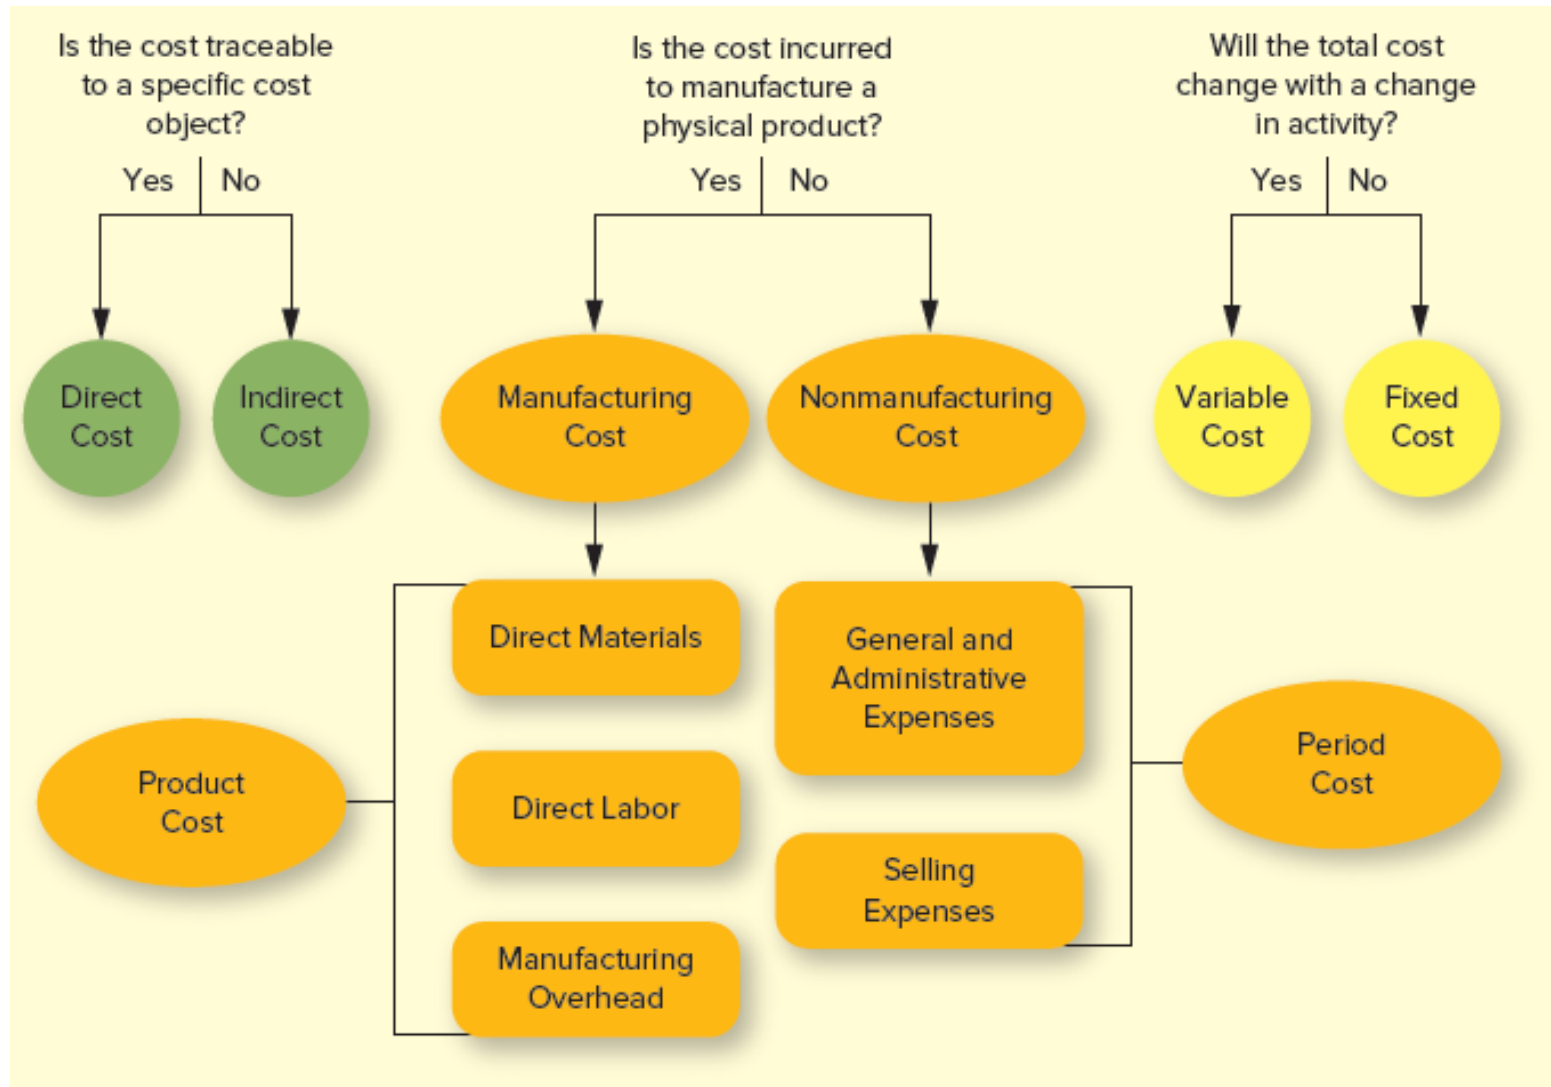 Is the cost traceable
to a specific cost
object?
Yes
No
Direct
Cost
Indirect
Cost
Is the cost incurred
to manufacture a
physical product?
Yes
No
Manufacturing
Cost
Nonmanufacturing
Cost
Will the total cost
change with a change
in activity?
Yes
No
Variable
Cost
Fixed
Cost
Product
Cost
Direct Materials
Direct Labor
Manufacturing
Overhead
General and
Administrative
Expenses
Selling
Expenses
Period
Cost